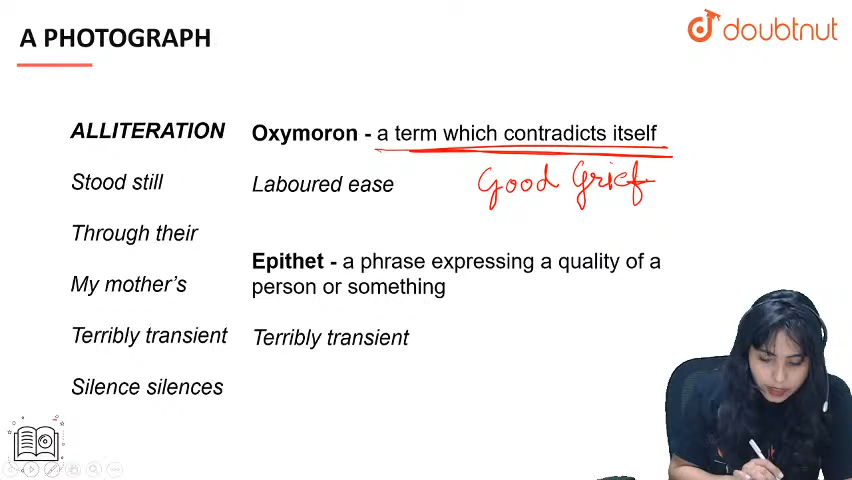 A PHOTOGRAPH
doubtnut
ALLITERATION
Stood still
Through their
My mother's
Terribly transient
Silence silences
Oxymoron - a term which contradicts itself
Good Grief
Laboured ease
Epithet - a phrase expressing a quality of a
person or something
Terribly transient